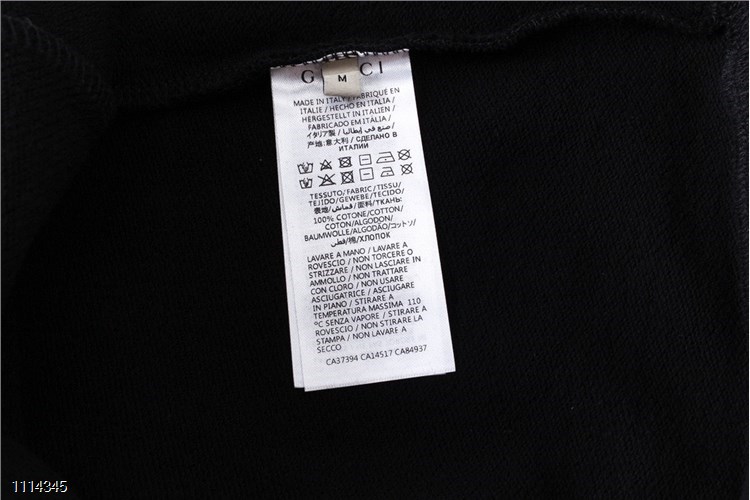 G CCI
M
MADE IN ITALY / FABRIQUÉ EN
ITALIE / HECHO EN ITALIA /
HERGESTELLT IN ITALIEN /
FABRICADO EM ITALIA /
イタリア製 / صنع في إيطاليا /
产地:意大利 / СДЕЛАНО В
ИТАЛИИ
TESSUTO/FABRIC/TISSU/
TEJIDO/GEWEBE/TECIDO/
表地/قماش/面料/ТКАНЬ:
100% COTONE/COTTON/
COTON/ALGODON/
BAUMWOLLE/ALGODÃO/コットン/
قطن/棉/ХЛОПОК
LAVARE A MANO / LAVARE A
ROVESCIO / NON TORCERE O
STRIZZARE / NON LASCIARE IN
AMMOLLO / NON TRATTARE
CON CLORO / NON USARE
ASCIUGATRICE / ASCIUGARE
IN PIANO / STIRARE A
TEMPERATURA MASSIMA 110
°C SENZA VAPORE / STIRARE A
ROVESCIO / NON STIRARE LA
STAMPA / NON LAVARE A
SECCO
CA37394 CA14517 CA84937
1114345